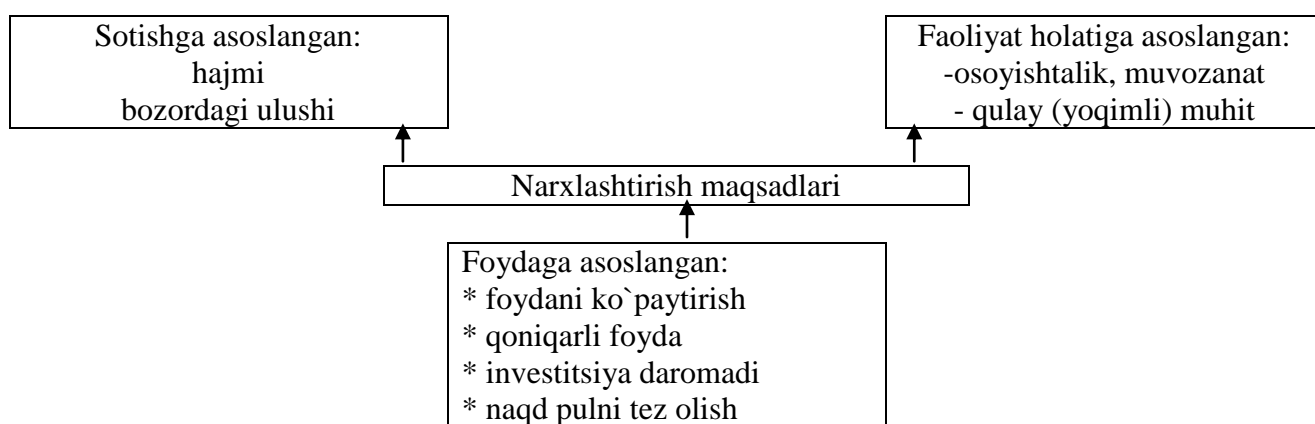 Sotishga asoslangan:
hajmi
bozordagi ulushi
Faoliyat holatiga asoslangan:
-osoyishtalik, muvozanat
- qulay (yoqimli) muhit
Narxlashtirish maqsadlari
Foydaga asoslangan:
* foydani ko`paytirish
* qoniqarli foyda
* investitsiya daromadi
* naqd pulni tez olish